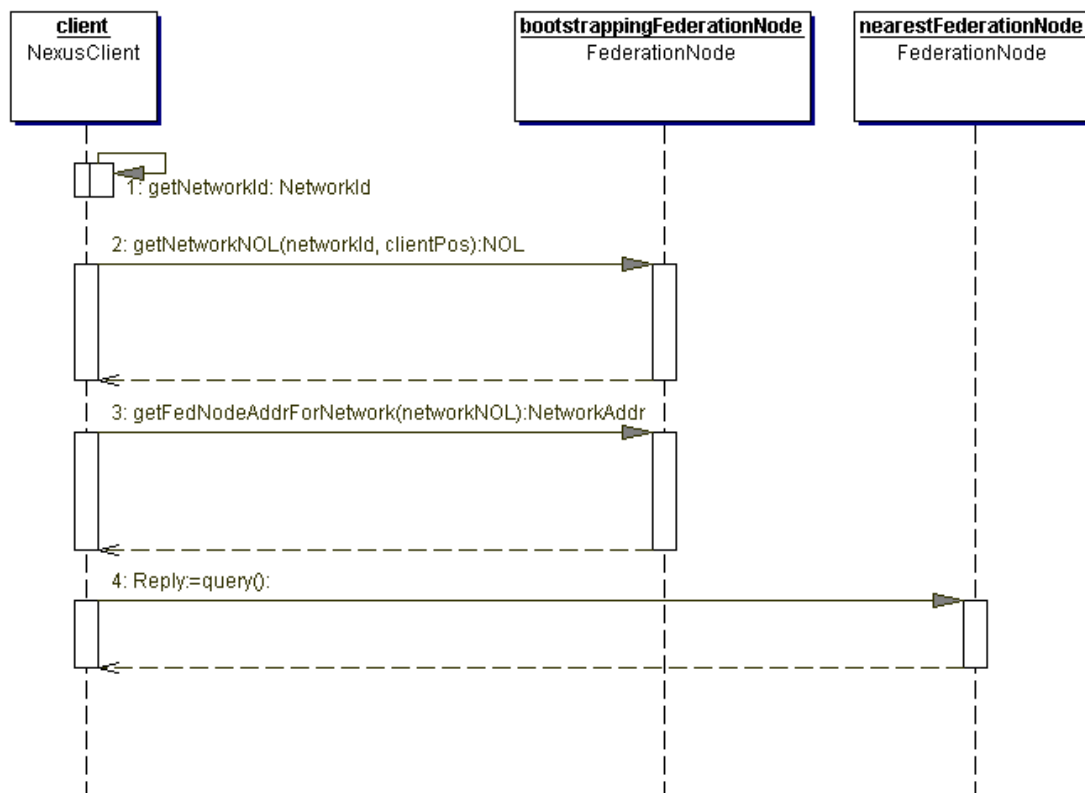 client
NexusClient
bootstrappingFederationNode
FederationNode
nearestFederationNode
FederationNode
1: getNetworkId: NetworkId
2: getNetworkNOL(networkId, clientPos):NOL
3: getFedNodeAddrForNetwork(networkNOL):NetworkAddr
4: Reply:=query():